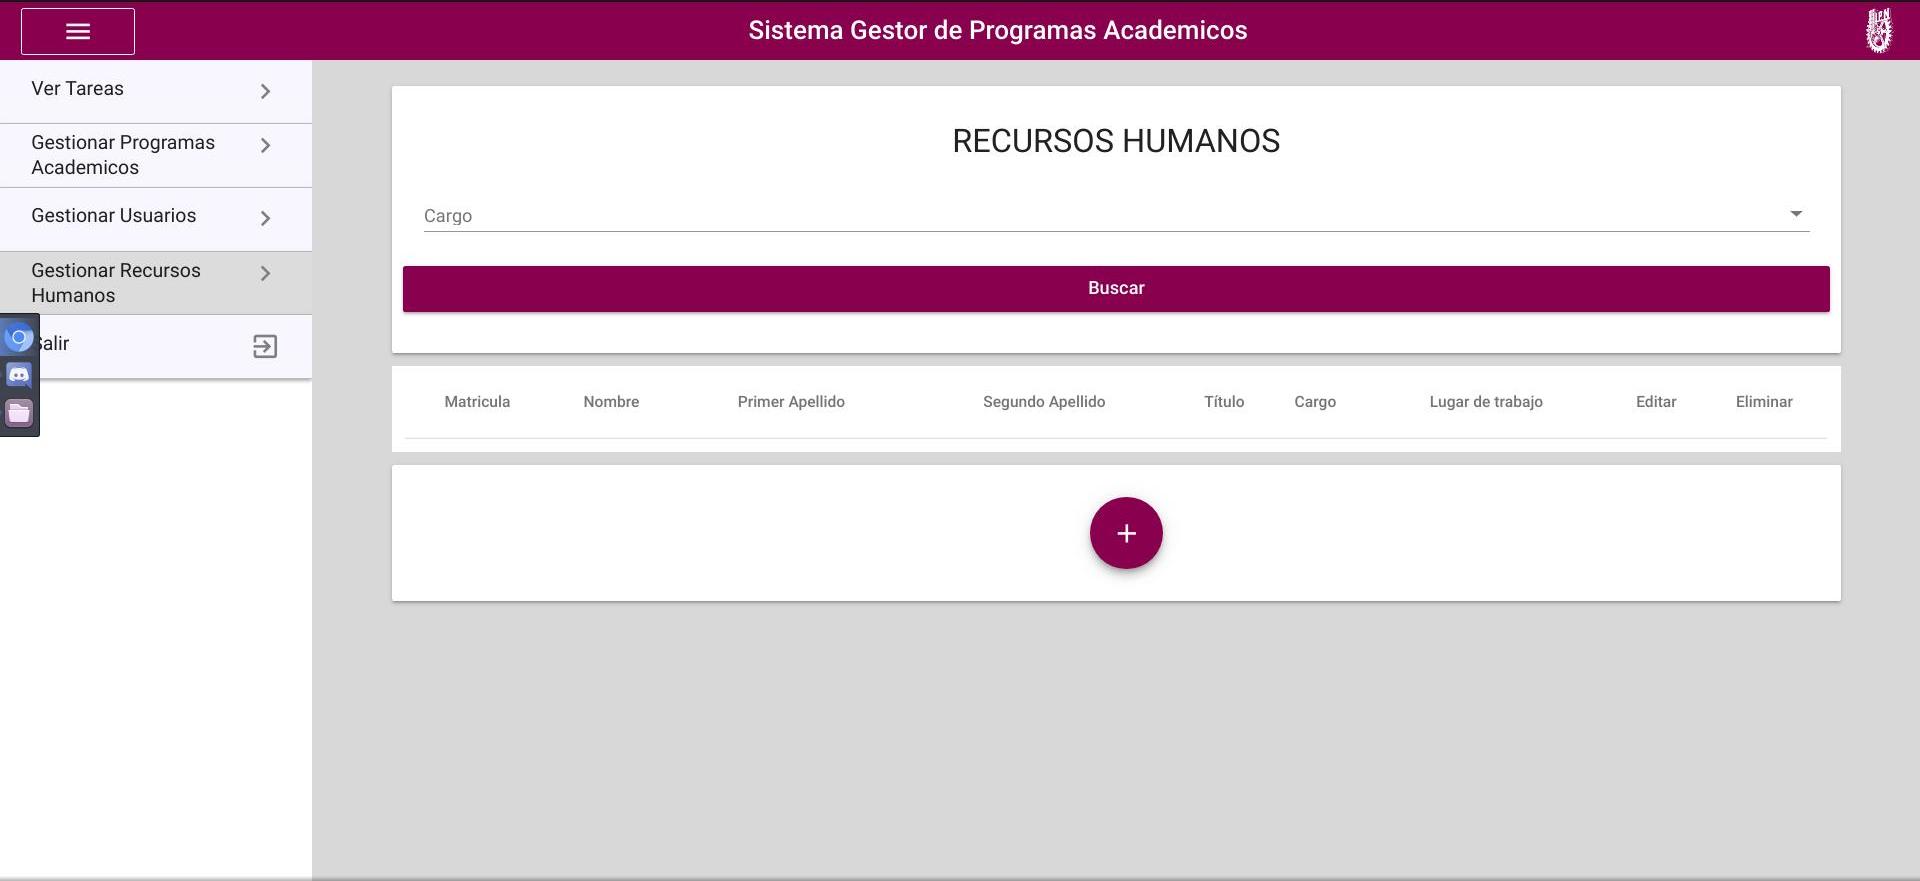 Sistema Gestor de Programas Academicos
Ver Tareas
Gestionar Programas
Academicos
Gestionar Usuarios
Gestionar Recursos
Humanos
alir
RECURSOS HUMANOS
Cargo
Buscar
Matricula Nombre Primer Apellido Segundo Apellido Título Cargo Lugar de trabajo Editar Eliminar
+